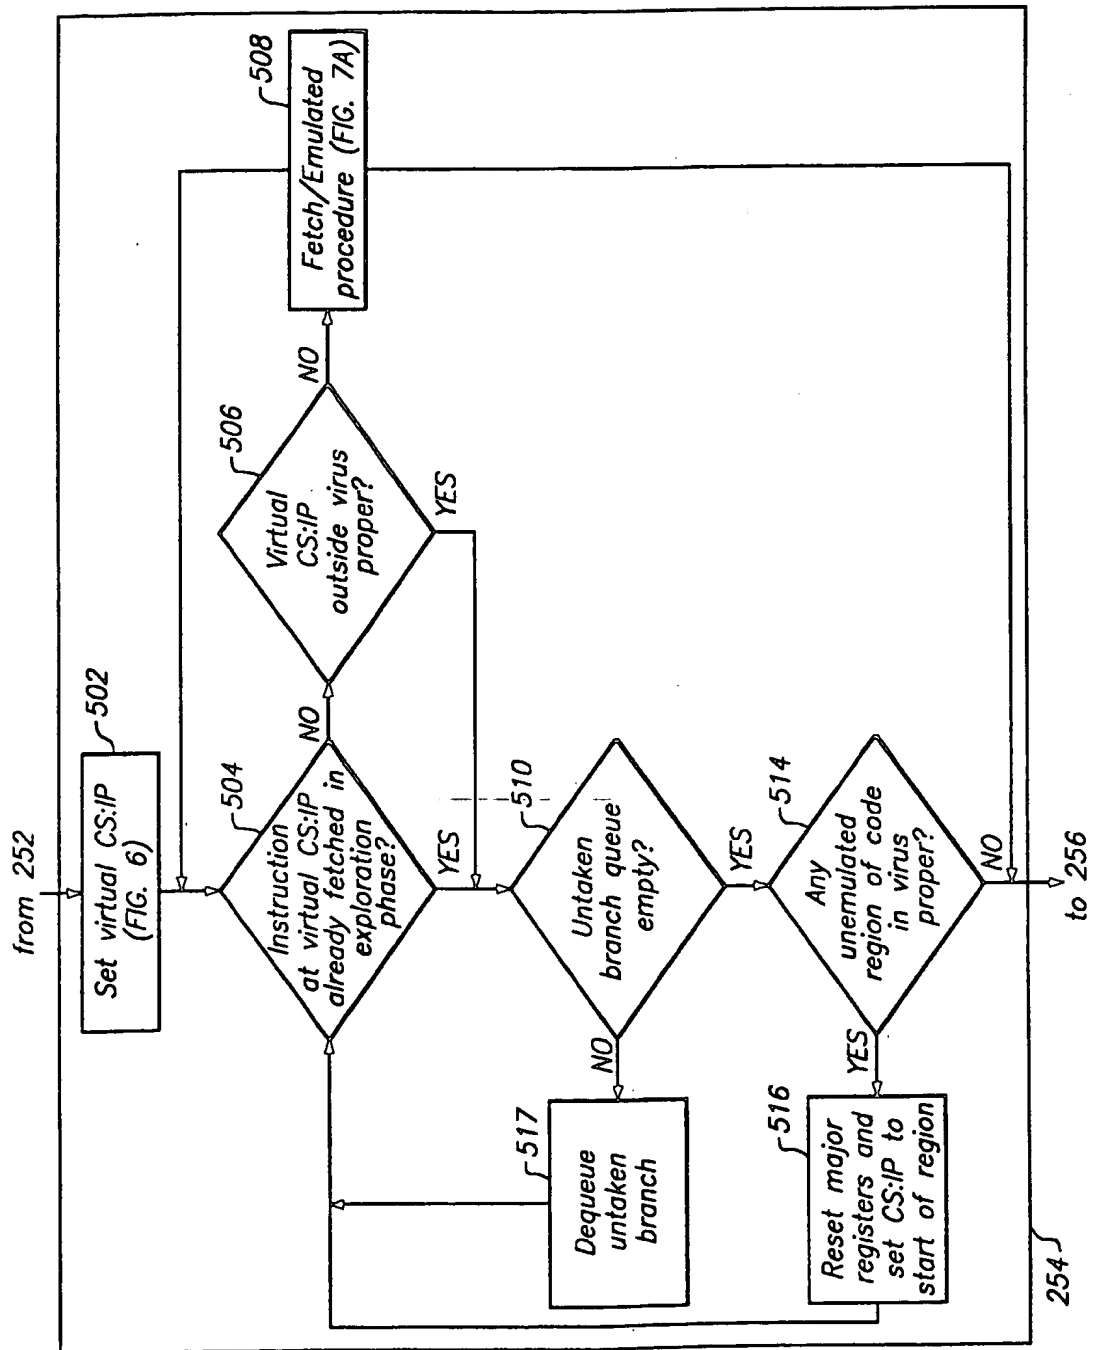 from 252
Set virtual CS:IP
(FIG. 6)
502
Instruction
at virtual CS:IP
already fetched in
exploration
phase?
504
NO
YES
Virtual
CS:IP
outside virus
proper?
506
NO
YES
Fetch/Emulated
procedure (FIG. 7A)
508
Untaken
branch queue
empty?
510
NO
YES
Dequeue
untaken
branch
517
Any
unemulated
region of code
in virus
proper?
514
YES
NO
Reset major
registers and
set CS:IP to
start of region
516
to 256
254